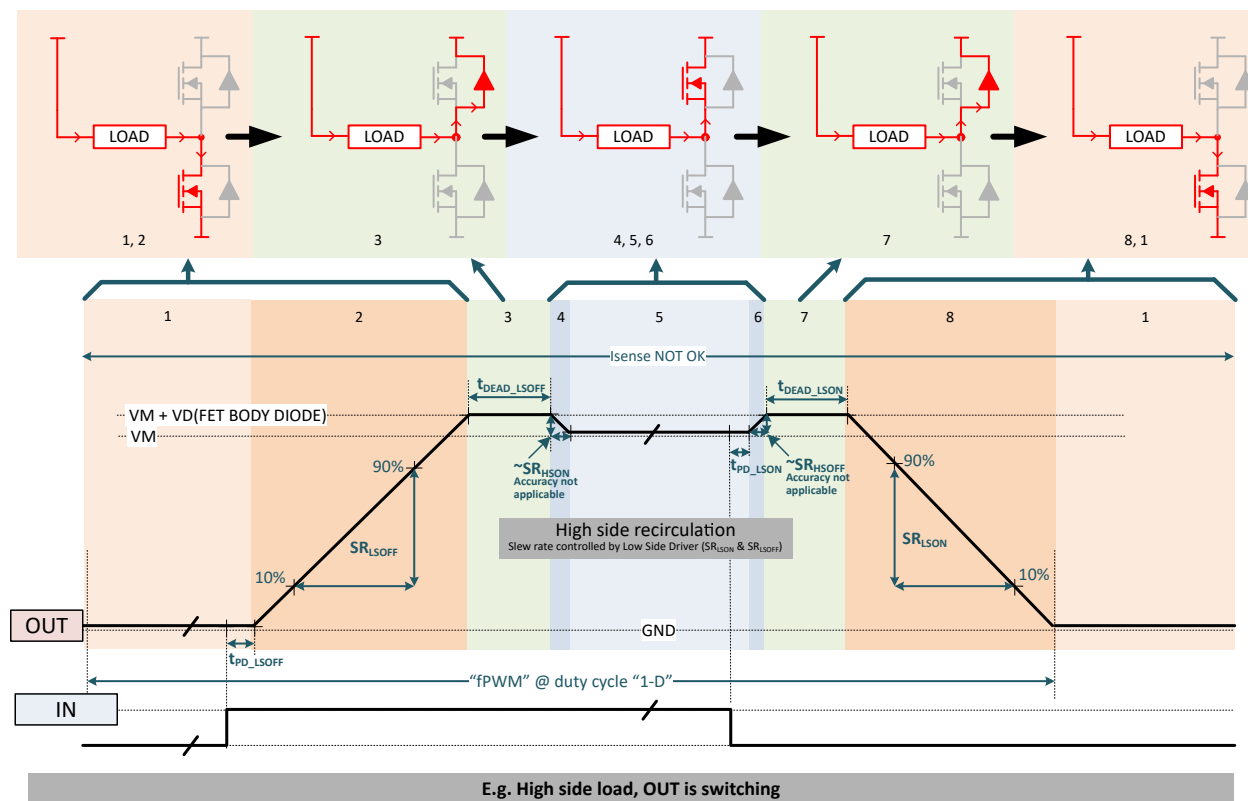 LOAD
LOAD
LOAD
LOAD
LOAD
1, 2
3
4, 5, 6
7
8, 1
1
2
3
4
5
6
7
8
1
Isense NOT OK
tDEAD_LSOFF
tDEAD_LSON
VM + VD(FET BODY DIODE)
VM
90%
~SRHSON
Accuracy not
applicable
tPD_LSON
~SRHSOFF
Accuracy not
applicable
90%
SRLSOFF
High side recirculation
Slew rate controlled by Low Side Driver (SRLSON & SRLSOFF)
SRLSON
10%
10%
OUT
GND
tPD_LSOFF
“fPWM” @ duty cycle “1-D”
IN
E.g. High side load, OUT is switching